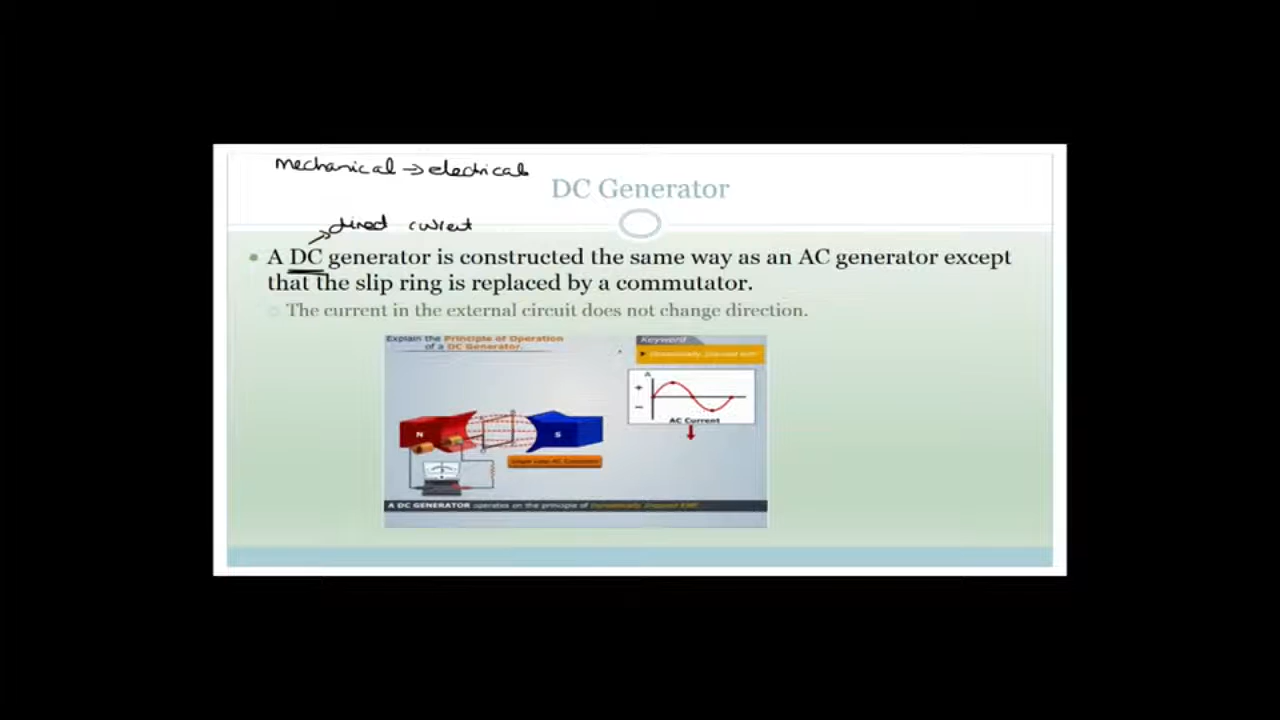 mechanical → electrical
DC Generator
→ direct current
• A DC generator is constructed the same way as an AC generator except
that the slip ring is replaced by a commutator.
○ The current in the external circuit does not change direction.
Explain the Principle of Operation
of a DC Generator.
Keyword
Dynamically Induced EMF
A
+
−
AC Current
N
S
Single Loop AC Generator
A DC GENERATOR operates on the principle of Dynamically Induced EMF